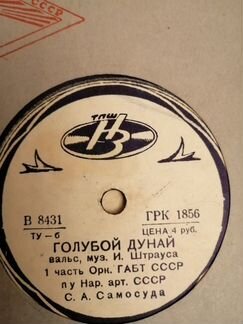 СССР
ТПШ
НЗ
В 8431 ГРК 1856
ТУ-б ЦЕНА 4 руб.
ГОЛУБОЙ ДУНАЙ
вальс, муз. И. Штрауса
1 часть Орк. ГАБТ СССР
п/у Нар. арт. СССР
С. А. Самосуда